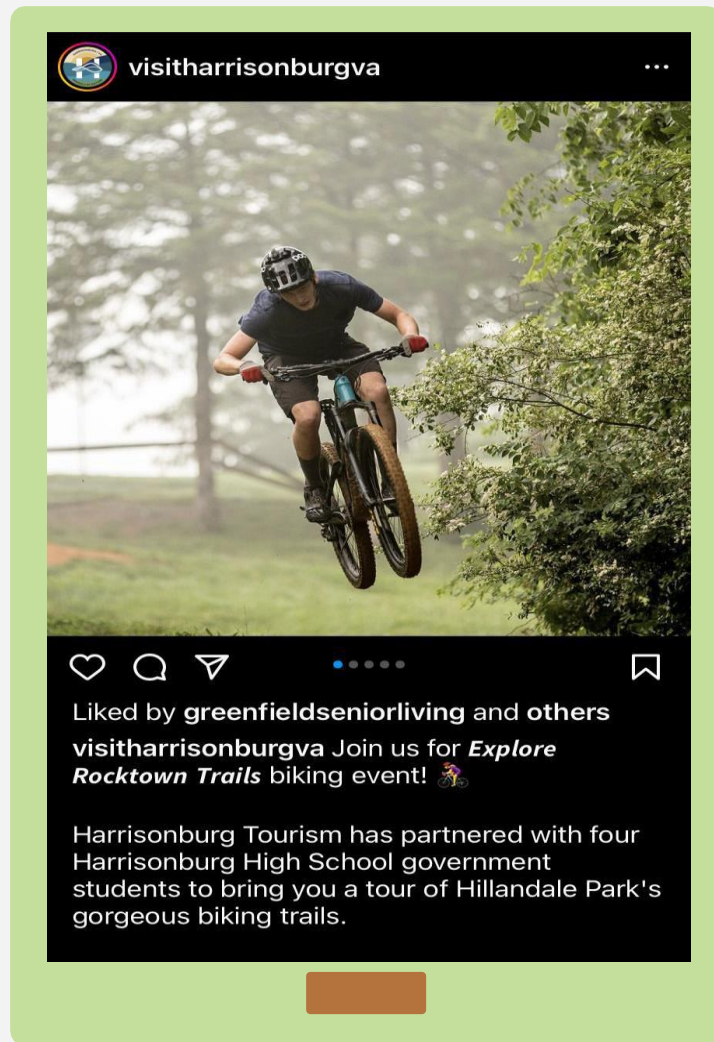 visitharrisonburgva
Liked by greenfieldseniorliving and others
visitharrisonburgva Join us for Explore
Rocktown Trails biking event! 🚴‍♀️
Harrisonburg Tourism has partnered with four
Harrisonburg High School government
students to bring you a tour of Hillandale Park's
gorgeous biking trails.